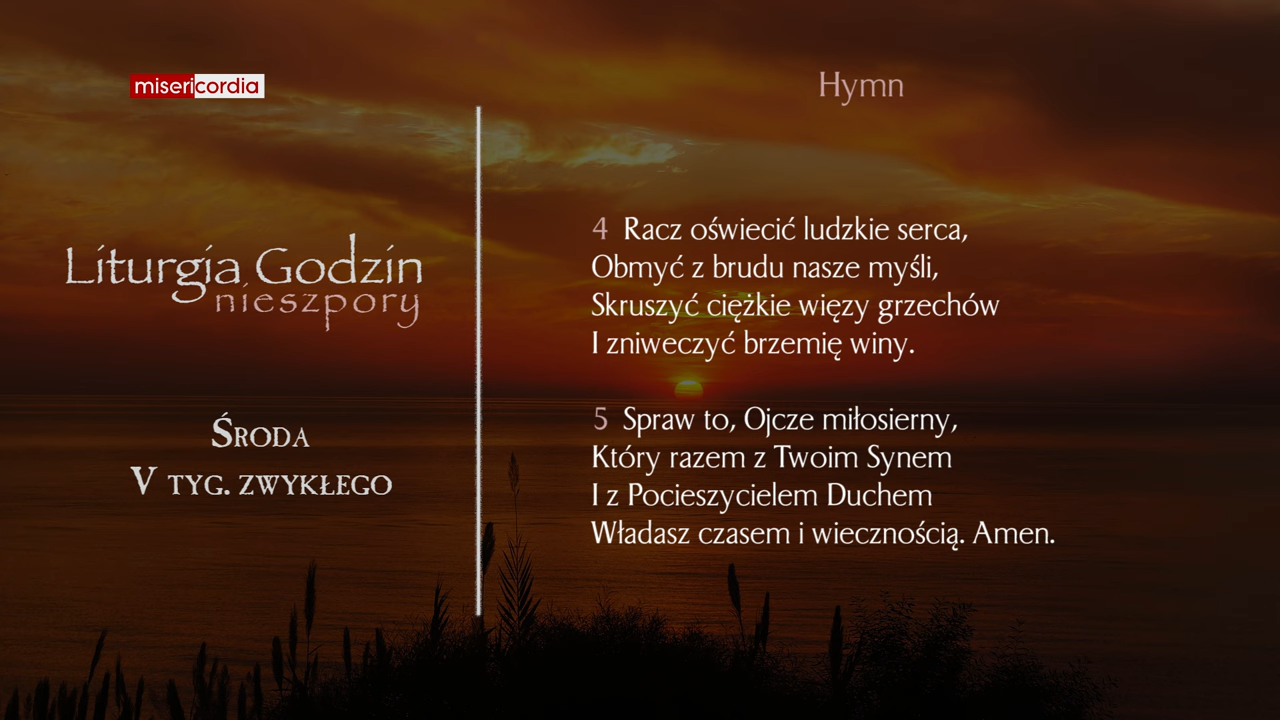 misericordia
Liturgia Godzin
nieszpory
Środa
V tyg. zwykłego
Hymn
4 Racz oświecić ludzkie serca,
Obmyć z brudu nasze myśli,
Skruszyć ciężkie więzy grzechów
I zniweczyć brzemię winy.
5 Spraw to, Ojcze miłosierny,
Który razem z Twoim Synem
I z Pocieszycielem Duchem
Władasz czasem i wiecznością. Amen.